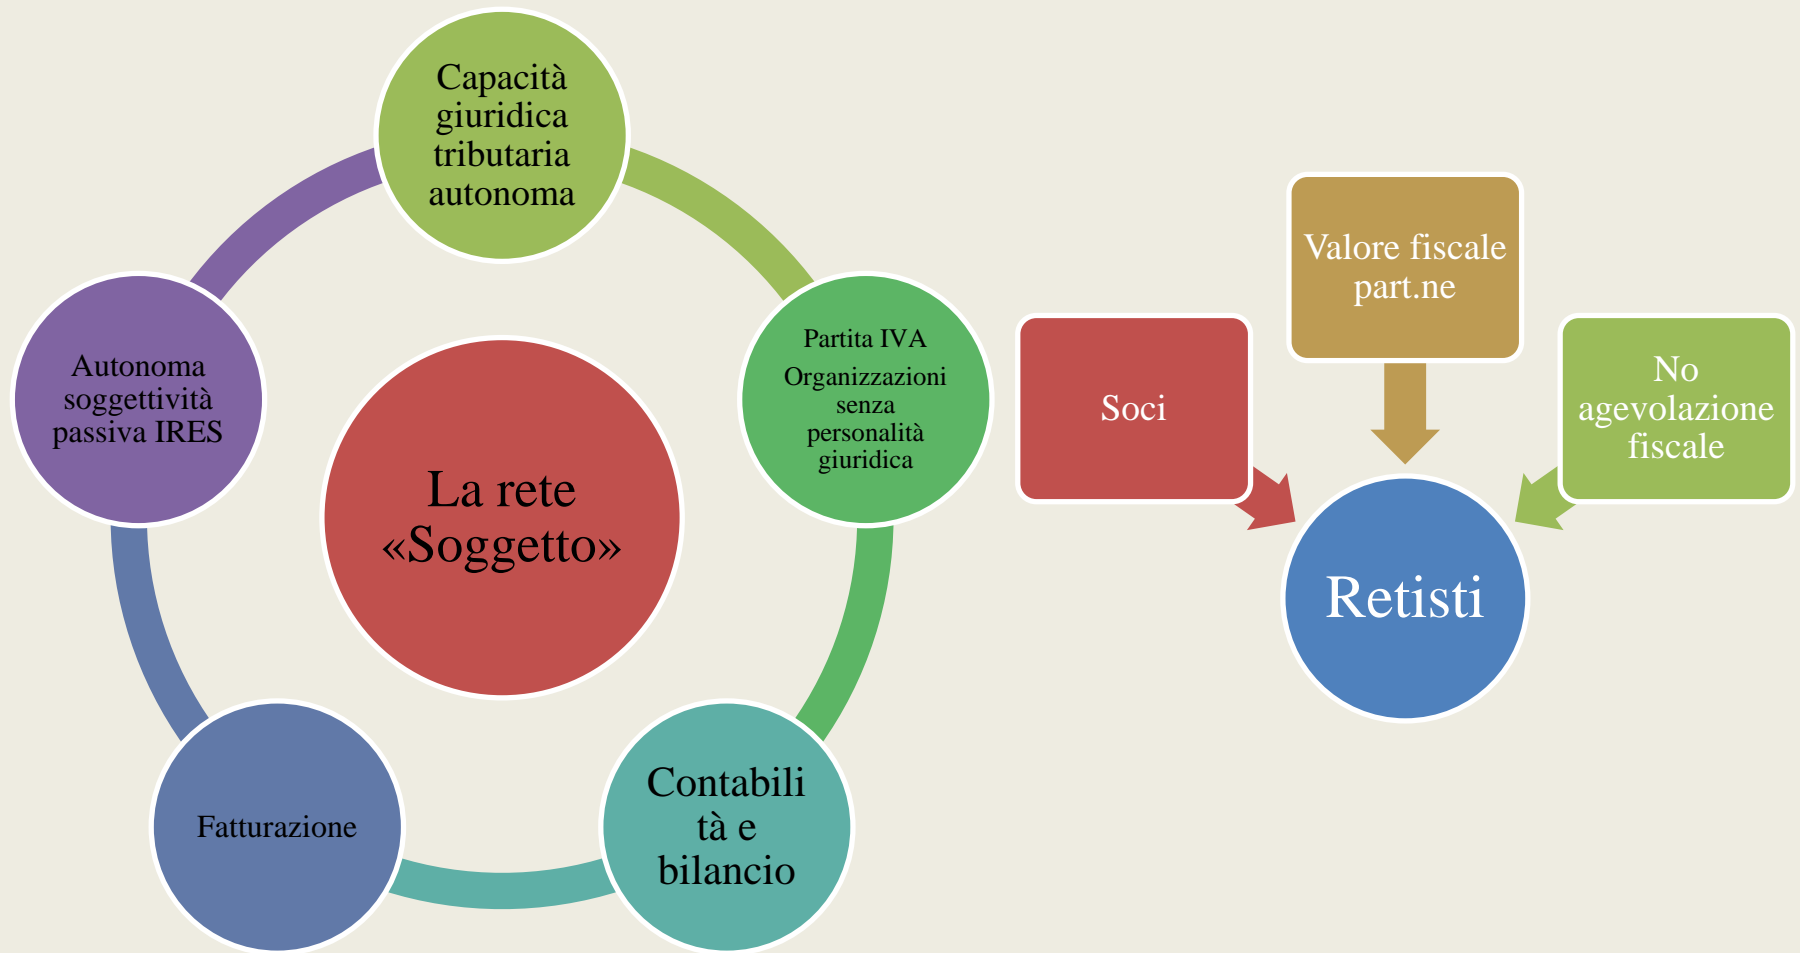 Capacità
giuridica
tributaria
autonoma
Partita IVA
Organizzazioni
senza
personalità
giuridica
Contabili
tà e
bilancio
Fatturazione
Autonoma
soggettività
passiva IRES
La rete
«Soggetto»
Soci
Valore fiscale
part.ne
No
agevolazione
fiscale
Retisti